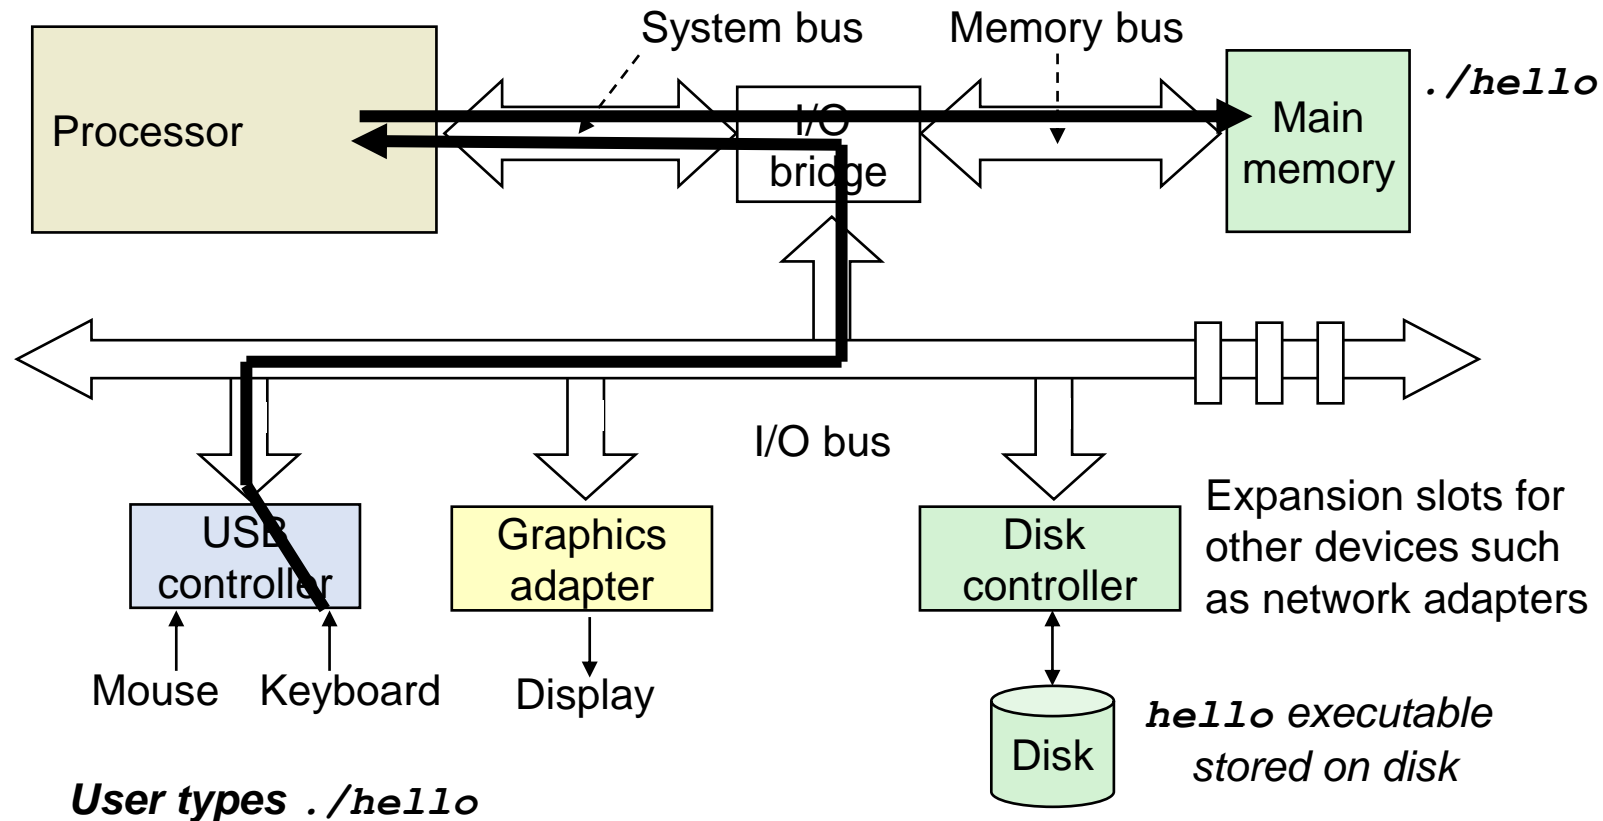 System bus
Memory bus
./hello
Processor
I/O
bridge
Main
memory
I/O bus
USB
controller
Graphics
adapter
Disk
controller
Expansion slots for
other devices such
as network adapters
Mouse
Keyboard
Display
Disk
hello executable
stored on disk
User types ./hello